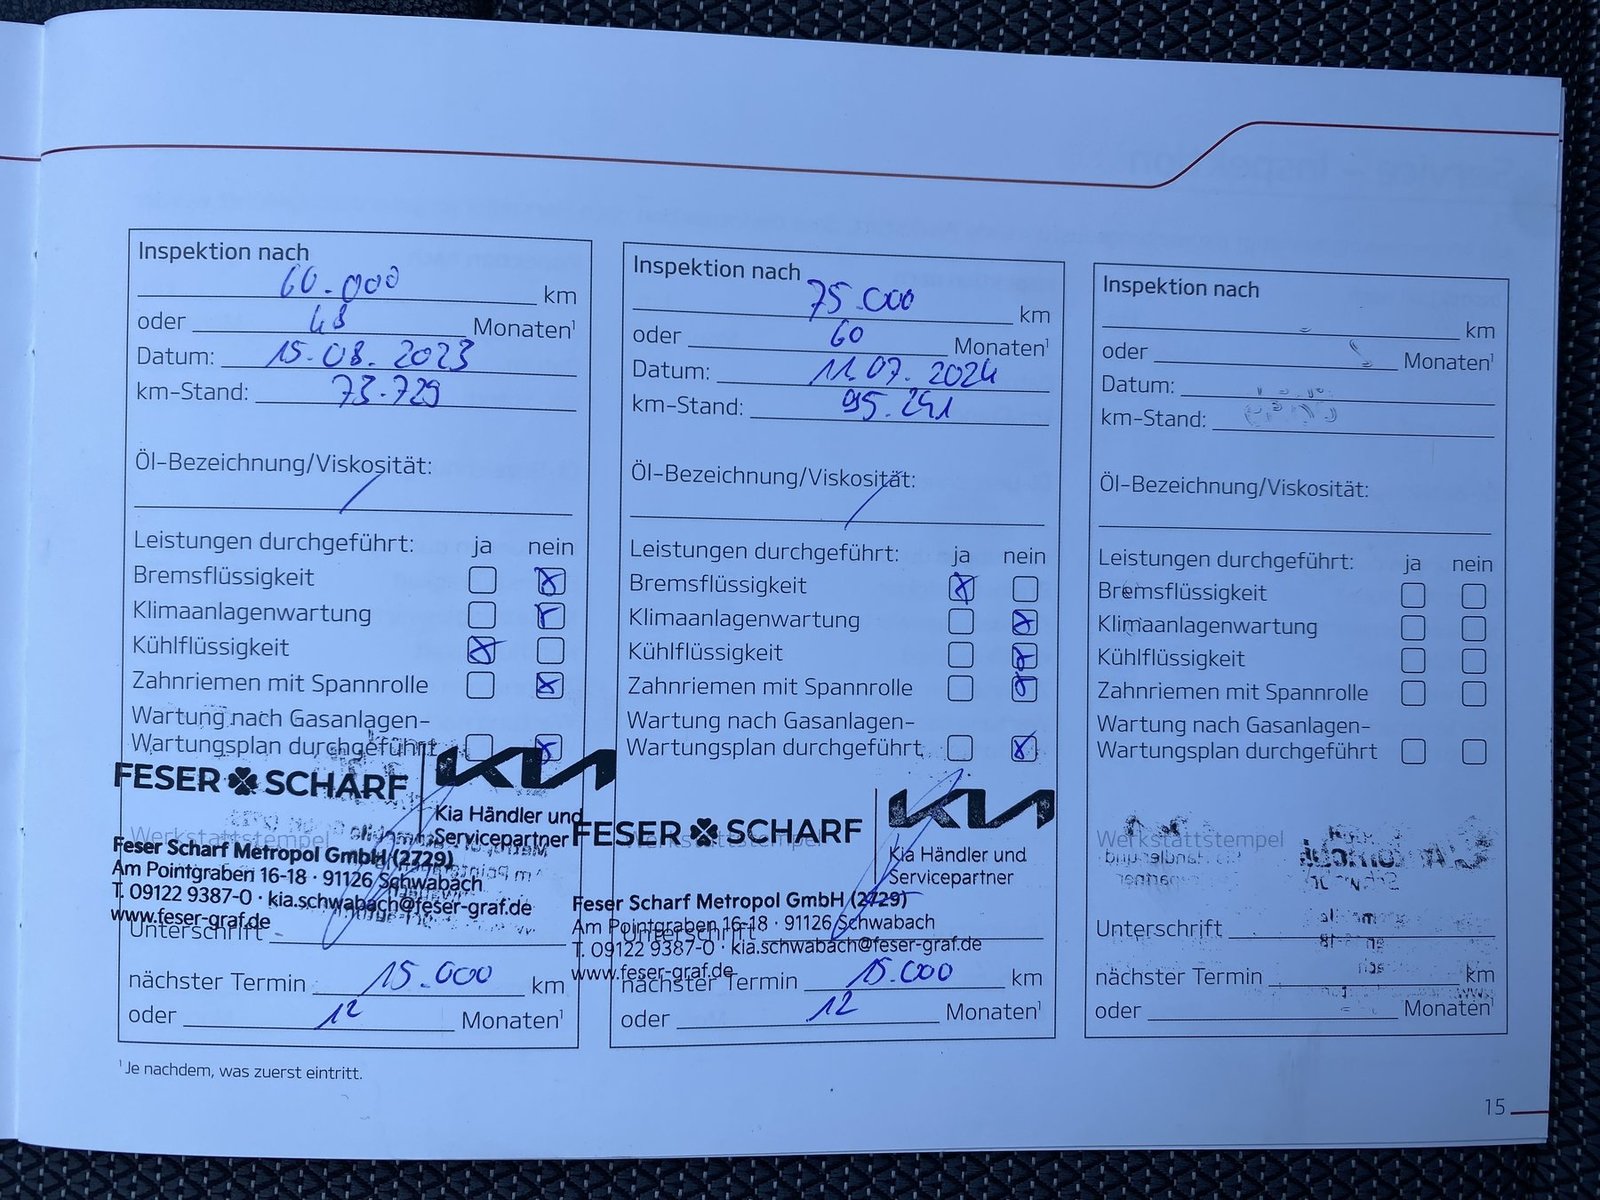 Inspektion nach
60.000 km
oder 48 Monaten¹
Datum: 15.08.2023
km-Stand: 73.729
Öl-Bezeichnung/Viskosität:
/
Leistungen durchgeführt: ja nein
Bremsflüssigkeit
Klimaanlagenwartung
Kühlflüssigkeit
Zahnriemen mit Spannrolle
Wartung nach Gasanlagen-
Wartungsplan durchgeführt
FESER SCHARF KIA
Kia Händler und
Servicepartner
Werkstattstempel
Feser Scharf Metropol GmbH (2729)
Am Pointgraben 16-18 · 91126 Schwabach
T. 09122 9387-0 · kia.schwabach@feser-graf.de
www.feser-graf.de
Unterschrift
nächster Termin 15.000 km
oder 12 Monaten¹
Inspektion nach
75.000 km
oder 60 Monaten¹
Datum: 11.07.2024
km-Stand: 95.241
Öl-Bezeichnung/Viskosität:
/
Leistungen durchgeführt: ja nein
Bremsflüssigkeit
Klimaanlagenwartung
Kühlflüssigkeit
Zahnriemen mit Spannrolle
Wartung nach Gasanlagen-
Wartungsplan durchgeführt
KIA
FESER SCHARF
Werkstattstempel
Kia Händler und
Servicepartner
Feser Scharf Metropol GmbH (2729)
Am Pointgraben 16-18 · 91126 Schwabach
Unterschrift
T. 09122 9387-0 · kia.schwabach@feser-graf.de
www.feser-graf.de
nächster Termin 15.000 km
oder 12 Monaten¹
Inspektion nach
km
oder Monaten¹
Datum:
km-Stand:
Öl-Bezeichnung/Viskosität:
Leistungen durchgeführt: ja nein
Bremsflüssigkeit
Klimaanlagenwartung
Kühlflüssigkeit
Zahnriemen mit Spannrolle
Wartung nach Gasanlagen-
Wartungsplan durchgeführt
Werkstattstempel
Unterschrift
nächster Termin km
oder Monaten¹
¹ Je nachdem, was zuerst eintritt.
15